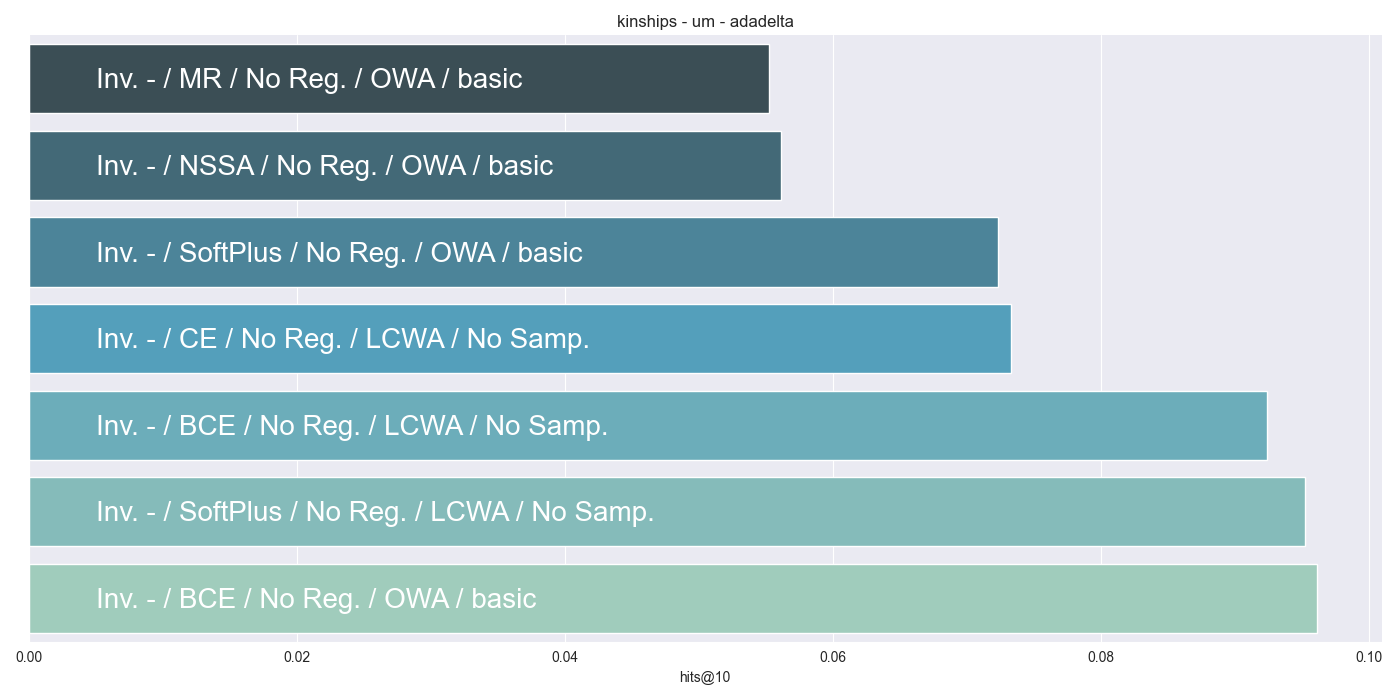 kinships - um - adadelta
Inv. - / MR / No Reg. / OWA / basic
Inv. - / NSSA / No Reg. / OWA / basic
Inv. - / SoftPlus / No Reg. / OWA / basic
Inv. - / CE / No Reg. / LCWA / No Samp.
Inv. - / BCE / No Reg. / LCWA / No Samp.
Inv. - / SoftPlus / No Reg. / LCWA / No Samp.
Inv. - / BCE / No Reg. / OWA / basic
0.00 0.02 0.04 0.06 0.08 0.10
hits@10